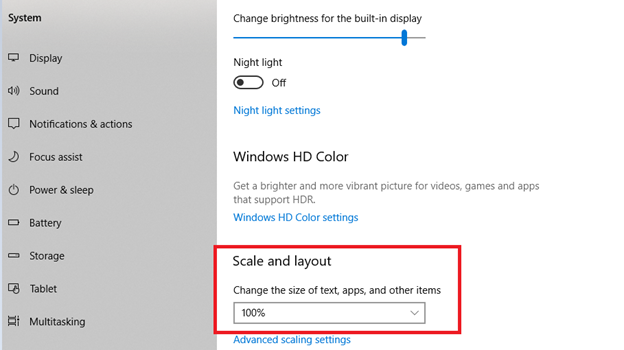 System
Display
Sound
Notifications & actions
Focus assist
Power & sleep
Battery
Storage
Tablet
Multitasking
Change brightness for the built-in display
Night light
Off
Night light settings
Windows HD Color
Get a brighter and more vibrant picture for videos, games and apps
that support HDR.
Windows HD Color settings
Scale and layout
Change the size of text, apps, and other items
100%
Advanced scaling settings